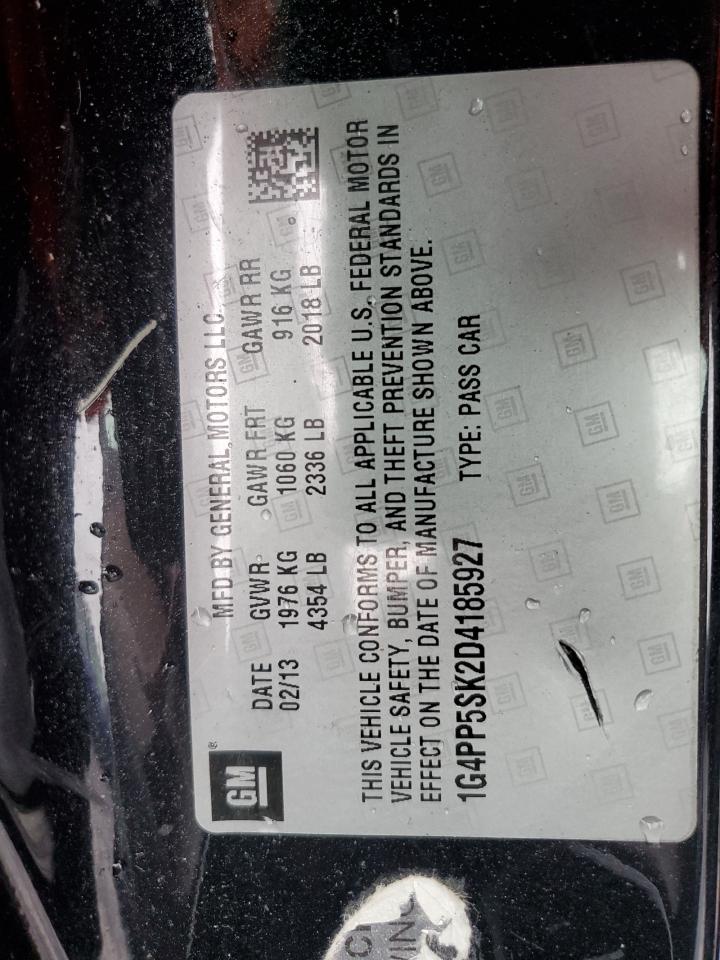 GM
MFD BY GENERAL MOTORS LLC
DATE GVWR GAWR FRT GAWR RR
02/13 1976 KG 1060 KG 916 KG
4354 LB 2336 LB 2018 LB
THIS VEHICLE CONFORMS TO ALL APPLICABLE U.S. FEDERAL MOTOR
VEHICLE SAFETY, BUMPER, AND THEFT PREVENTION STANDARDS IN
EFFECT ON THE DATE OF MANUFACTURE SHOWN ABOVE.
1G4PP5SK2D4185927 TYPE: PASS CAR